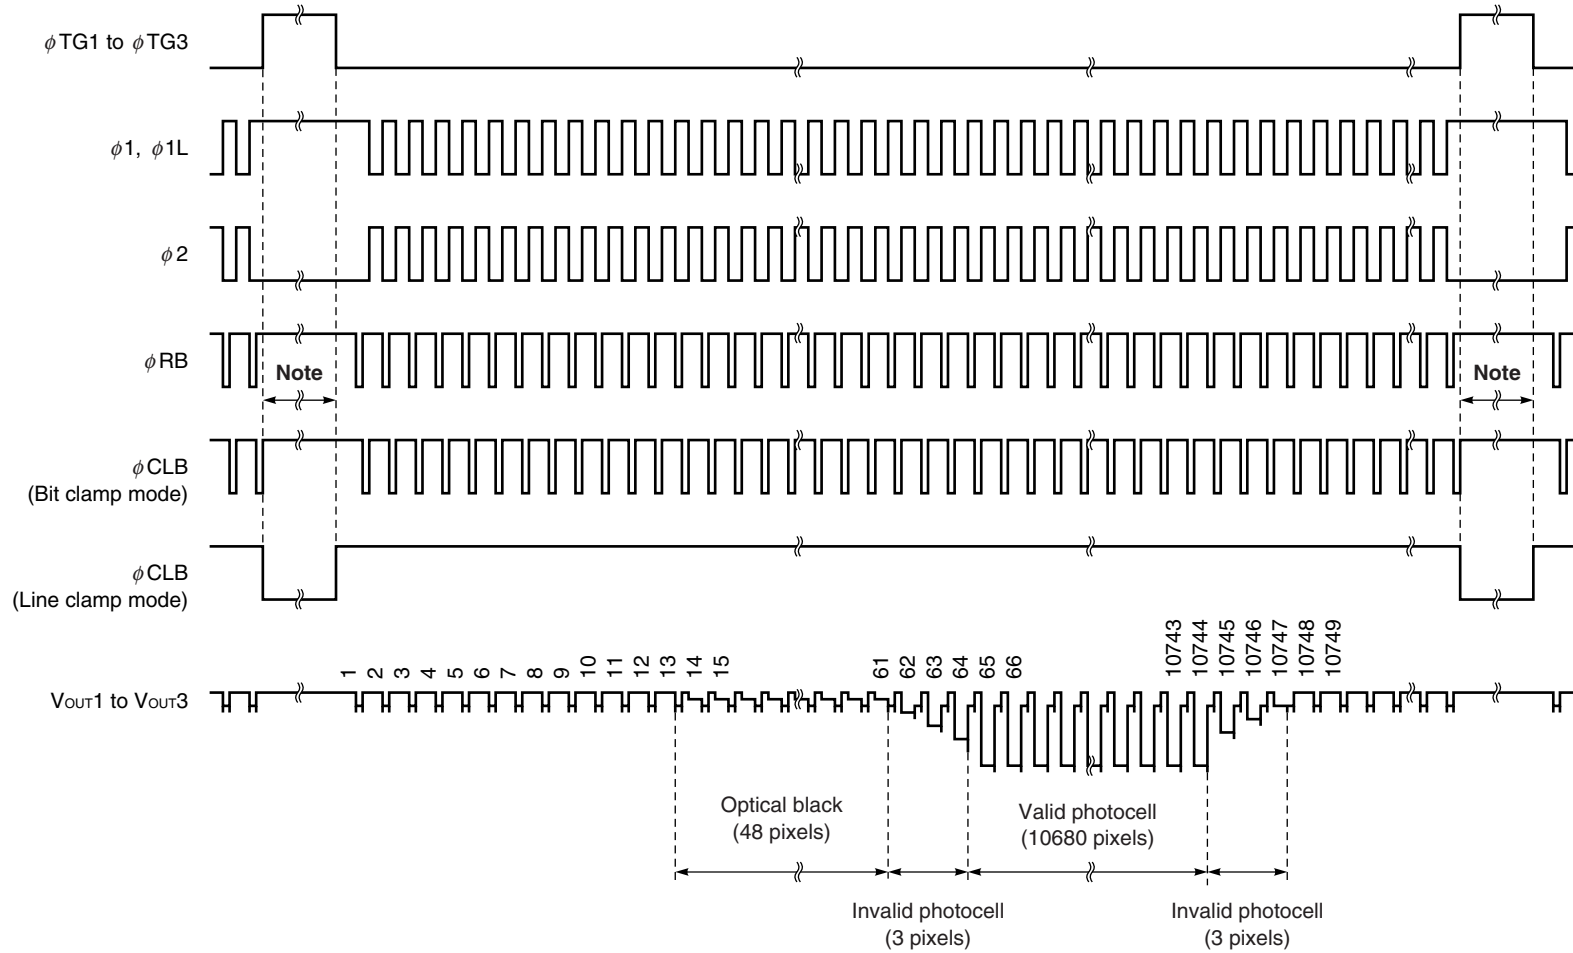 ϕTG1 to ϕTG3
ϕ1, ϕ1L
ϕ2
ϕRB
Note
Note
ϕCLB
(Bit clamp mode)
ϕCLB
(Line clamp mode)
VOUT1 to VOUT3
1 2 3 4 5 6 7 8 9 10 11 12 13 14 15 61 62 63 64 65 66 10743 10744 10745 10746 10747 10748 10749
Optical black
(48 pixels)
Valid photocell
(10680 pixels)
Invalid photocell
(3 pixels)
Invalid photocell
(3 pixels)